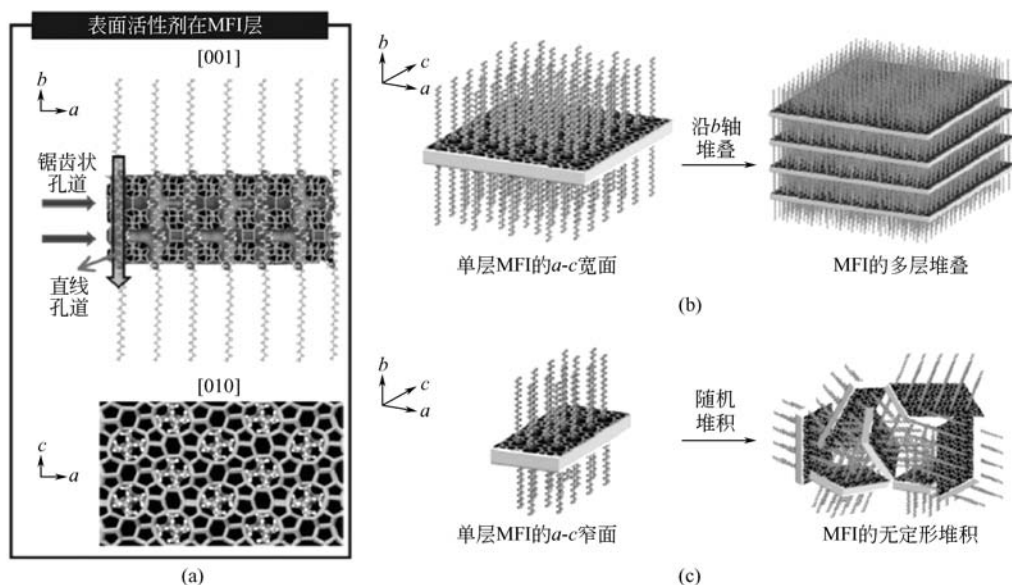 表面活性剂在MFI层
[001]
b
a
锯齿状
孔道
直线
孔道
[010]
c
a
(a)
b
c
a
沿b轴
堆叠
单层MFI的a-c宽面
MFI的多层堆叠
(b)
b
c
a
随机
堆积
单层MFI的a-c窄面
MFI的无定形堆积
(c)